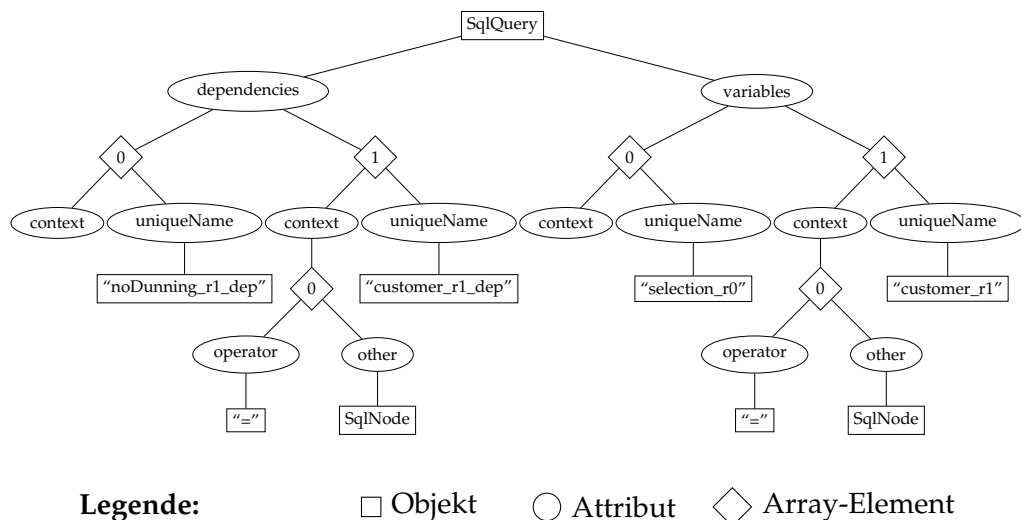 SqlQuery
dependencies variables
0 1 0 1
context uniqueName context uniqueName context uniqueName context uniqueName
“noDunning_r1_dep” 0 “customer_r1_dep” “selection_r0” 0 “customer_r1”
operator other operator other
“=” SqlNode “=” SqlNode
Legende: Objekt Attribut Array-Element